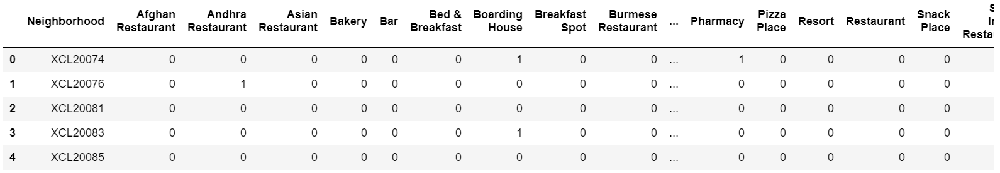 Neighborhood Afghan Restaurant Andhra Restaurant Asian Restaurant Bakery Bar Bed & Breakfast Boarding House Breakfast Spot Burmese Restaurant ... Pharmacy Pizza Place Resort Restaurant Snack Place
0 XCL20074 0 0 0 0 0 0 1 0 0 ... 1 0 0 0 0
1 XCL20076 0 1 0 0 0 0 0 0 0 ... 0 0 0 0 0
2 XCL20081 0 0 0 0 0 0 0 0 0 ... 0 0 0 0 0
3 XCL20083 0 0 0 0 0 0 1 0 0 ... 0 0 0 0 0
4 XCL20085 0 0 0 0 0 0 0 0 0 ... 0 0 0 0 0